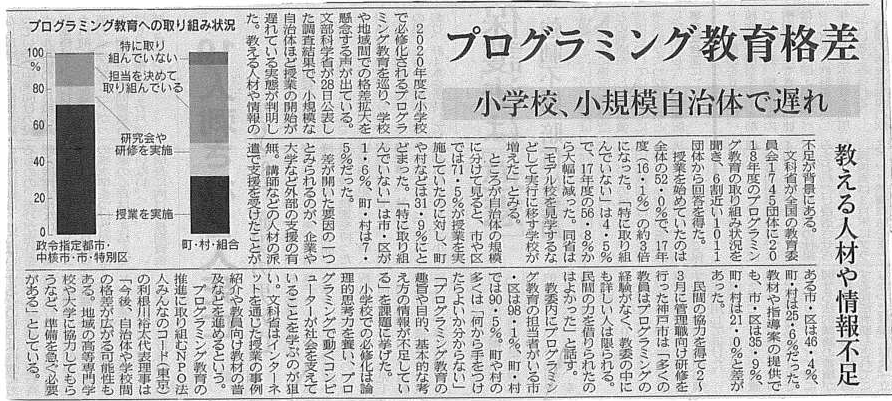 プログラミング教育格差
小学校、小規模自治体で遅れ
教える人材や情報不足
2020年度に小学校
で必修化されるプログラ
ミング教育を巡り、学校
や地域間での格差拡大を
懸念する声が出ている。
文部科学省が28日公表し
た調査結果で、小規模な
自治体ほど授業の開始が
遅れている実態が判明し
た。教える人材や情報の
不足が背景にある。
文科省が全国の教育委
員会1745団体に20
18年度のプログラミン
グ教育の取り組み状況を
聞き、6割近い1011
団体から回答を得た。
授業を始めていたのは
全体の52・0%で、17年
度(16・1%)の約3倍
になった。「特に取り組
んでいない」は4・5%
で、17年度の56・8%か
ら大幅に減った。同省は
「モデル校を見学するな
どして実行に移す学校が
増えた」とみる。
ところが自治体の規模
に分けて見ると、市や区
では71・5%が授業を実
施していたのに対し、町
や村などは31・9%にと
どまった。「特に取り組
んでいない」は市・区が
1・6%、町・村は7・
5%だった。
差が開いた要因の一つ
とみられるのが、企業や
大学など外部の支援の有
無。講師などの人材の派
遣で支援を受けたことが
ある市・区は46・4%、
町・村は25・6%だった。
教材や指導案の提供で
も、市・区は35・9%、
町・村は21・0%と差が
あった。
民間の協力を得て2〜
3月に管理職向け研修を
行った神戸市は「多くの
教員はプログラミングの
経験がなく、教委の中に
も詳しい人は限られる。
民間の力を借りられたの
はよかった」と話す。
教委内にプログラミン
グ教育の担当者がいる市
・区は98・1%、町・村
では90・5%。町や村の
多くは「何から手をつけ
たらよいか分からない」
「プログラミング教育の
趣旨や目的、基本的な考
え方の情報が不足してい
る」を課題に挙げた。
小学校での必修化は論
理的思考力を養い、プロ
グラミングで動くコンピ
ューターが社会を支えて
いることを学ぶのが狙
い。文科省はインターネ
ットを通じた授業の事例
紹介や教員向け教材の普
及などを進めるという。
プログラミング教育の
推進に取り組むNPO法
人みんなのコード(東京)
の利根川裕太代表理事は
「今後、自治体や学校間
の格差が広がる可能性も
ある。地域の高等専門学
校や大学に協力してもら
うなど、準備を急ぐ必要
がある」としている。
プログラミング教育への取り組み状況
100
%
80
60
40
20
0
特に取り
組んでいない
担当を決めて
取り組んでいる
研究会や
研修を実施
授業を実施
政令指定都市・
中核市・市・特別区
町・村・組合